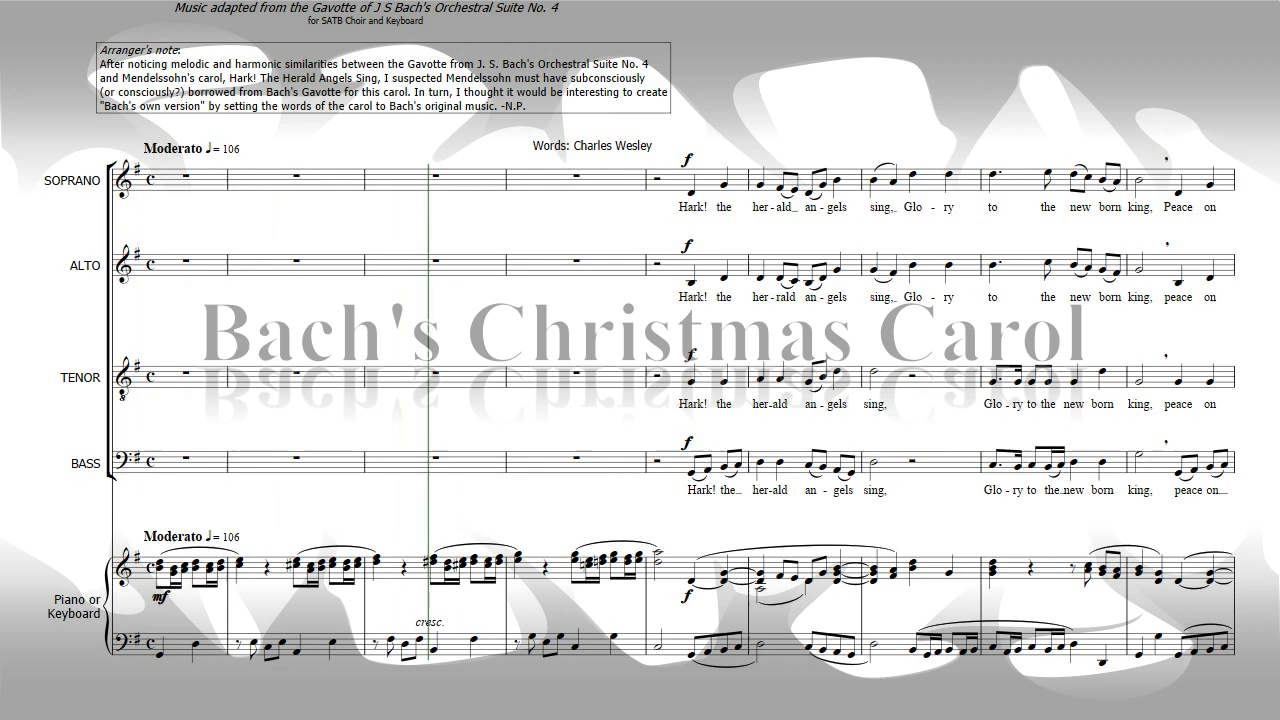 Music adapted from the Gavotte of J S Bach's Orchestral Suite No. 4
for SATB Choir and Keyboard
Arranger's note:
After noticing melodic and harmonic similarities between the Gavotte from J. S. Bach's Orchestral Suite No. 4
and Mendelssohn's carol, Hark! The Herald Angels Sing, I suspected Mendelssohn must have subconsciously
(or consciously?) borrowed from Bach's Gavotte for this carol. In turn, I thought it would be interesting to create
"Bach's own version" by setting the words of the carol to Bach's original music. -N.P.
Moderato ♩= 106
Words: Charles Wesley
f
SOPRANO
Hark! the her-ald_ an-gels sing,_ Glo - ry to the new born king, Peace on
f
ALTO
Hark! the her-rald an-gels sing,_ Glo - ry to the new born king, peace on
Bach's Christmas Carol
f
TENOR
Hark! the her-ald an - gels sing, Glo - ry to the new born king, peace on
f
BASS
Hark! the_ her-ald an - gels sing, Glo - ry to the_new born king, peace on_
Moderato ♩= 106
Piano or
Keyboard
mf
f
cresc.